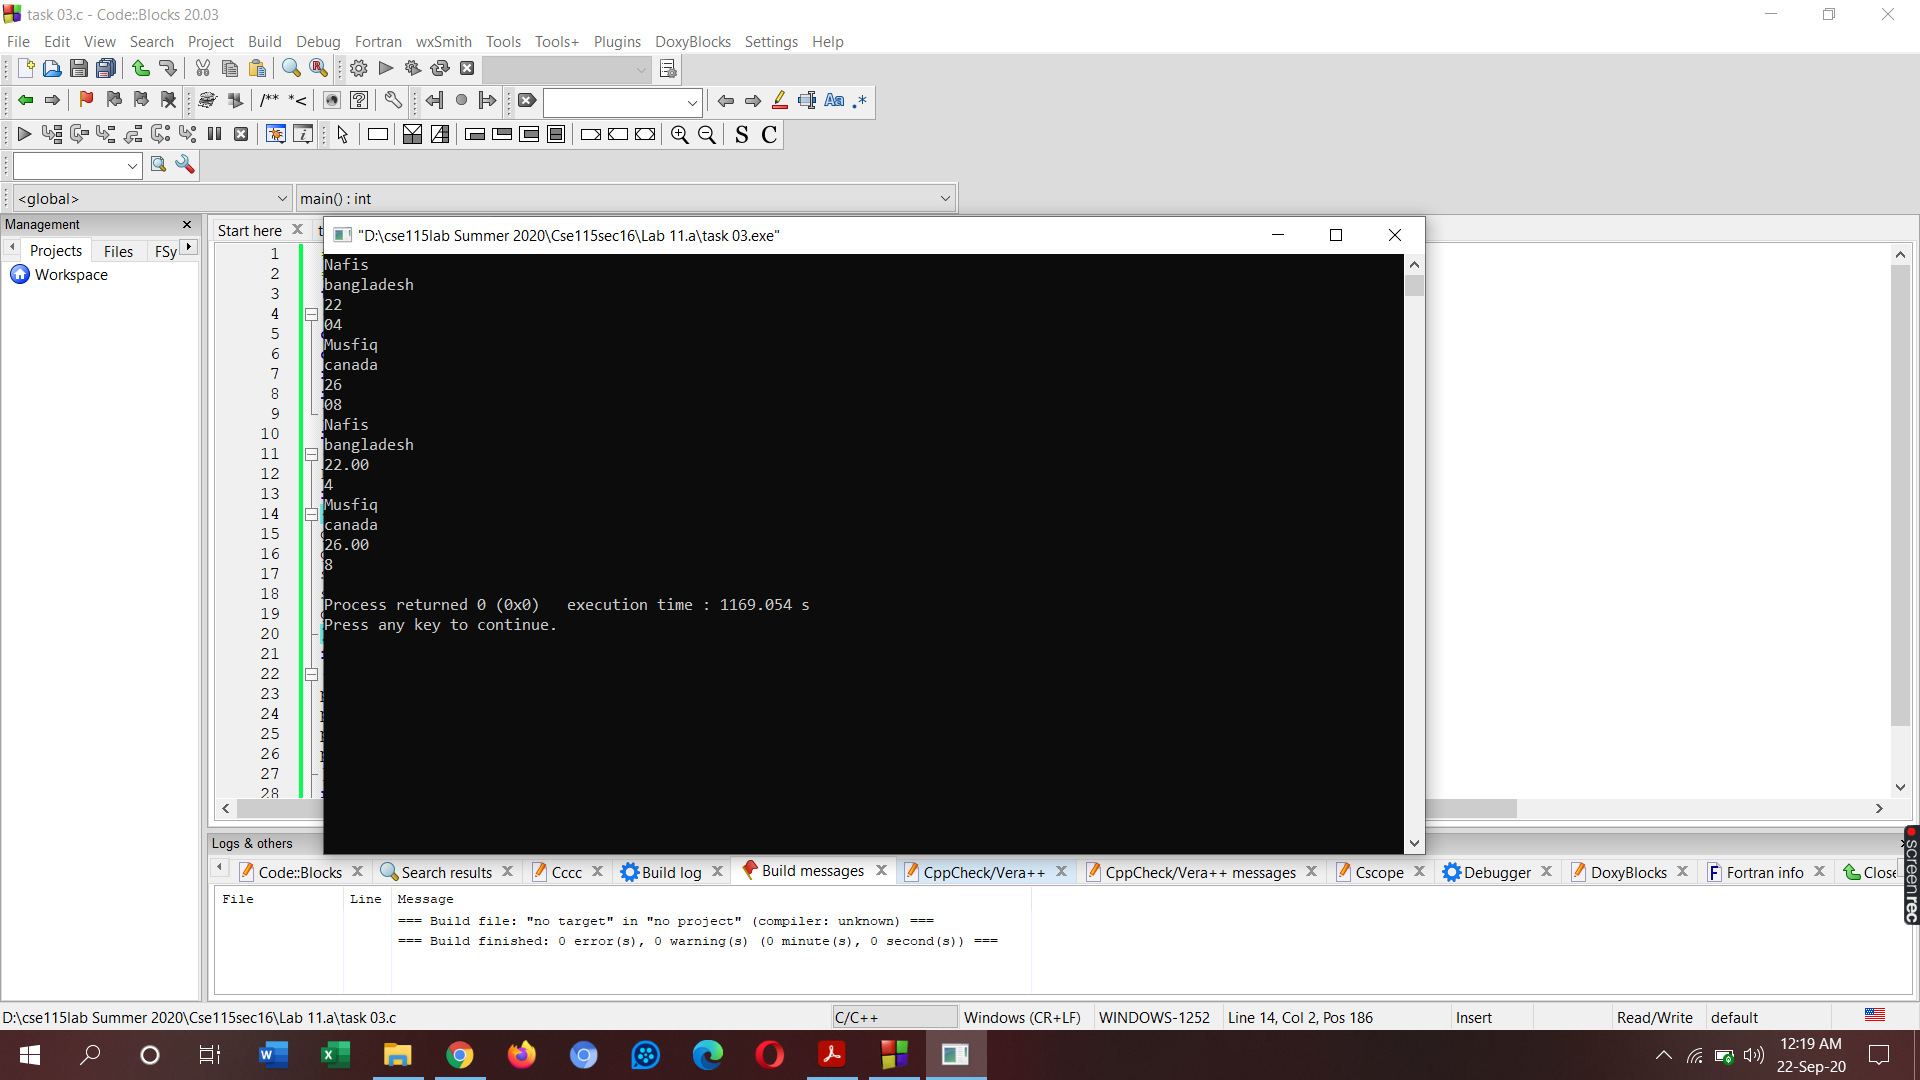 task 03.c - Code::Blocks 20.03
File Edit View Search Project Build Debug Fortran wxSmith Tools Tools+ Plugins DoxyBlocks Settings Help
/** *<
Aa .*
S C
<global> main() : int
Management
Projects Files FSy
Workspace
Start here
1
2
3
4
5
6
7
8
9
10
11
12
13
14
15
16
17
18
19
20
21
22
23
24
25
26
27
28
"D:\cse115lab Summer 2020\Cse115sec16\Lab 11.a\task 03.exe"
Nafis
bangladesh
22
04
Musfiq
canada
26
08
Nafis
bangladesh
22.00
4
Musfiq
canada
26.00
8
Process returned 0 (0x0)   execution time : 1169.054 s
Press any key to continue.
Logs & others
Code::Blocks Search results Cccc Build log Build messages CppCheck/Vera++ CppCheck/Vera++ messages Cscope Debugger DoxyBlocks Fortran info Close
File Line Message
=== Build file: "no target" in "no project" (compiler: unknown) ===
=== Build finished: 0 error(s), 0 warning(s) (0 minute(s), 0 second(s)) ===
screenrec
D:\cse115lab Summer 2020\Cse115sec16\Lab 11.a\task 03.c C/C++ Windows (CR+LF) WINDOWS-1252 Line 14, Col 2, Pos 186 Insert Read/Write default
12:19 AM
22-Sep-20